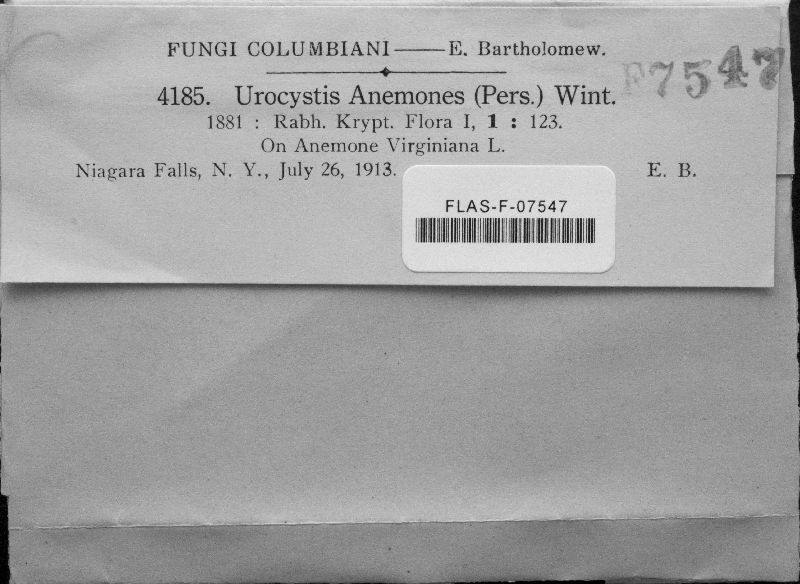 FUNGI COLUMBIANI——E. Bartholomew.
F7547
4185. Urocystis Anemones (Pers.) Wint.
1881 : Rabh. Krypt. Flora I, 1 : 123.
On Anemone Virginiana L.
Niagara Falls, N. Y., July 26, 1913. E. B.
FLAS-F-07547